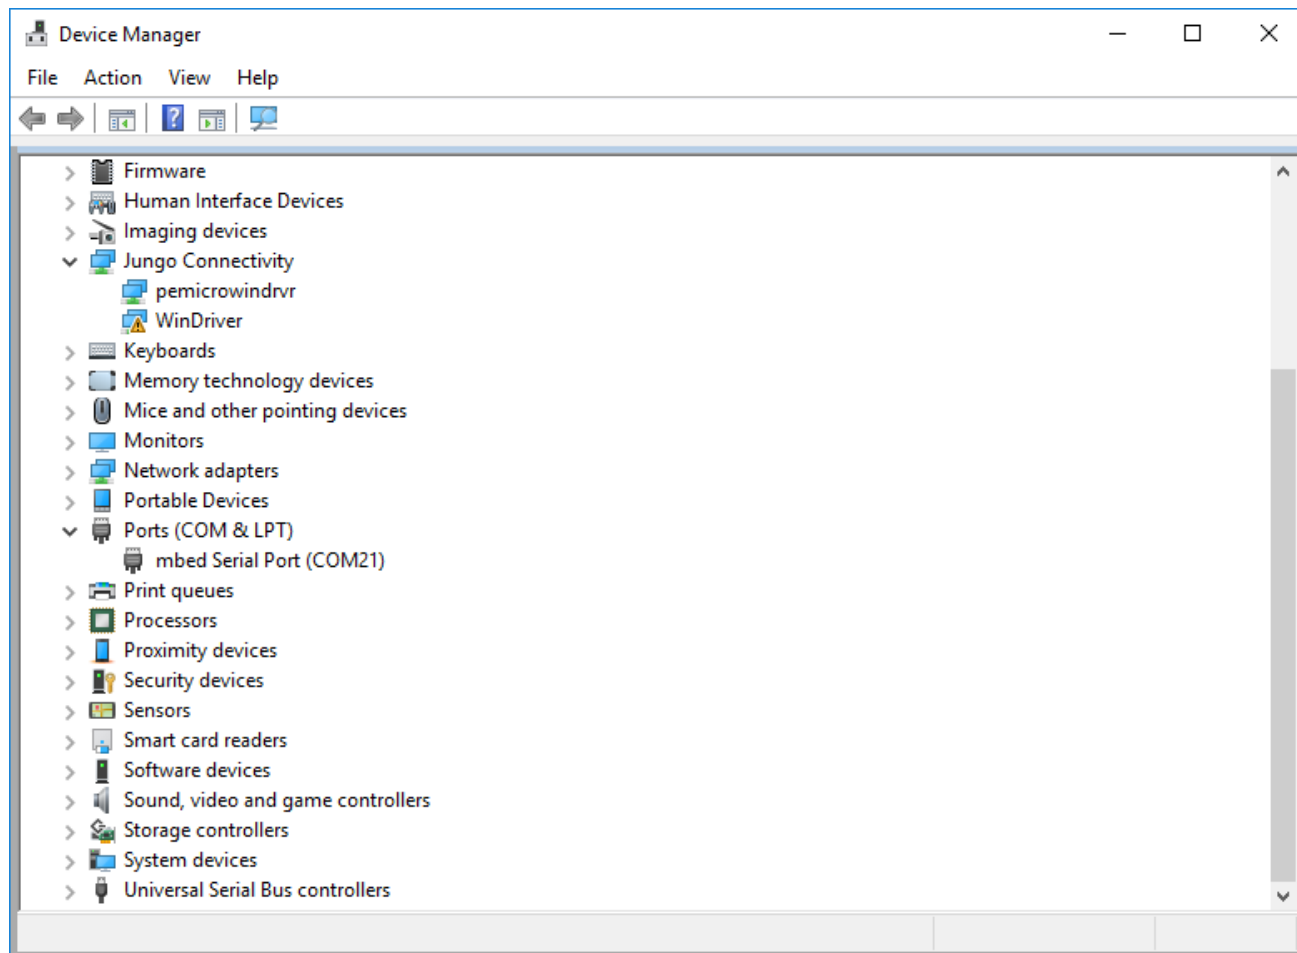 Device Manager
File Action View Help
Firmware
Human Interface Devices
Imaging devices
Jungo Connectivity
pemicrowindrvr
WinDriver
Keyboards
Memory technology devices
Mice and other pointing devices
Monitors
Network adapters
Portable Devices
Ports (COM & LPT)
mbed Serial Port (COM21)
Print queues
Processors
Proximity devices
Security devices
Sensors
Smart card readers
Software devices
Sound, video and game controllers
Storage controllers
System devices
Universal Serial Bus controllers